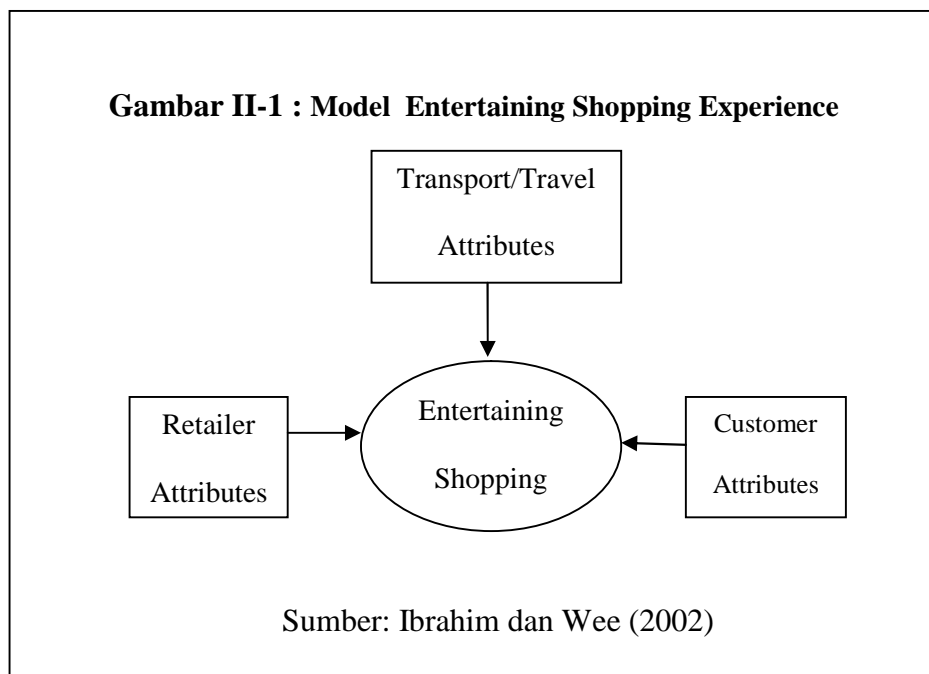 Gambar II-1 : Model Entertaining Shopping Experience
Transport/Travel
Attributes
Retailer
Attributes
Entertaining
Shopping
Customer
Attributes
Sumber: Ibrahim dan Wee (2002)